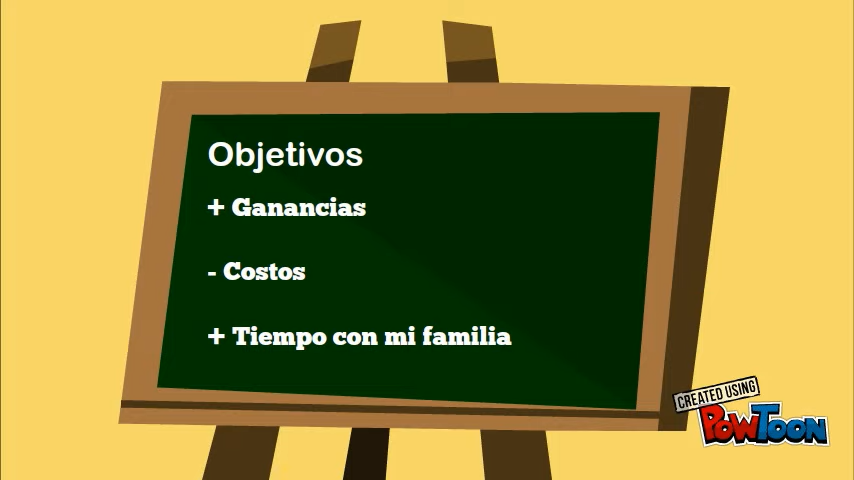 Objetivos
+ Ganancias
- Costos
+ Tiempo con mi familia
CREATED USING
POWTOON